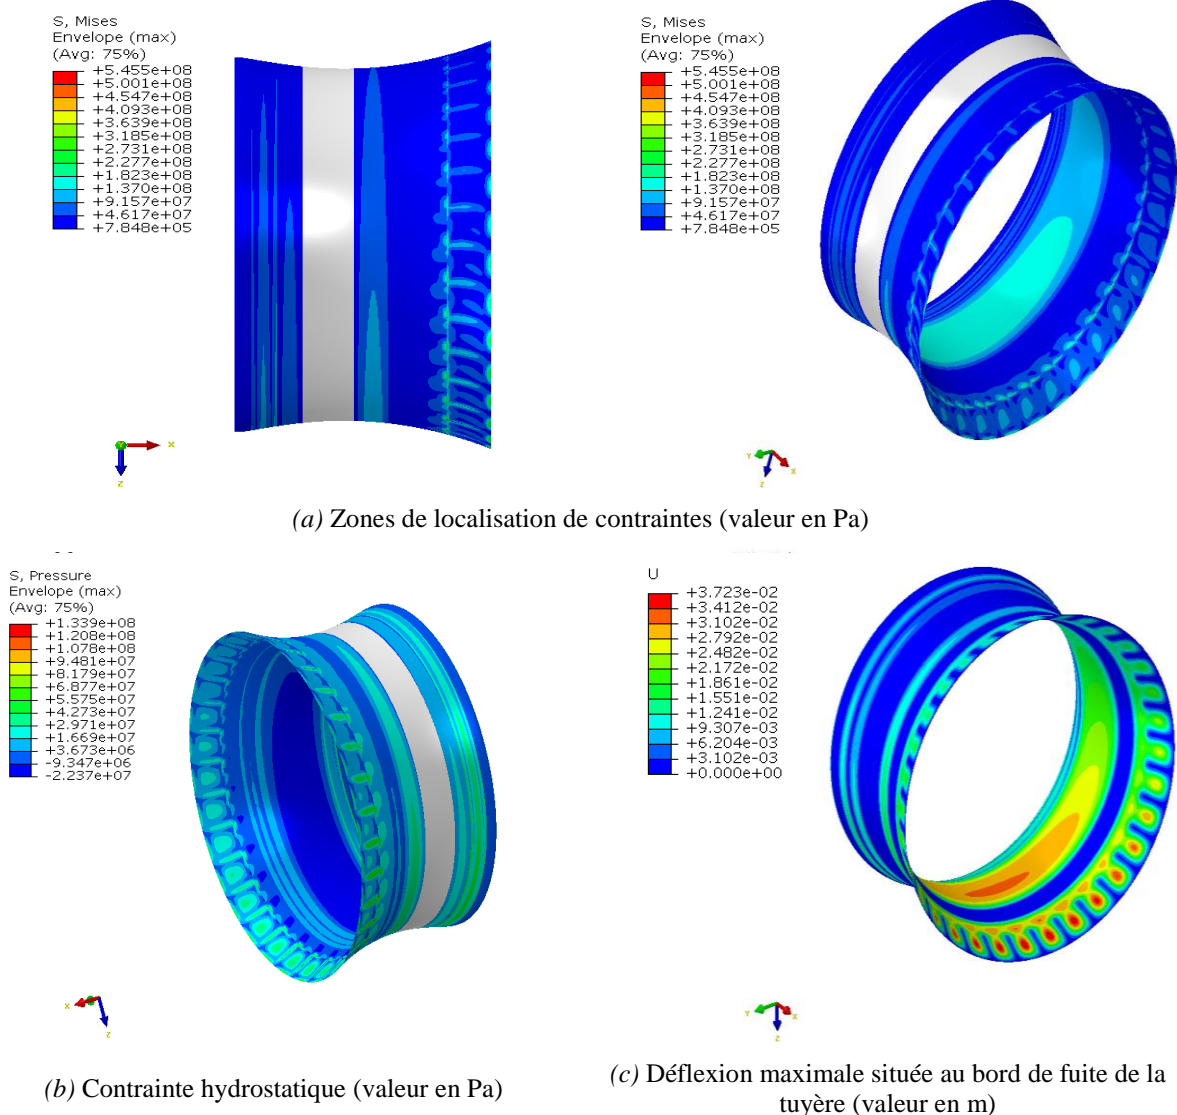 S, Mises
Envelope (max)
(Avg: 75%)
+5.455e+08
+5.001e+08
+4.547e+08
+4.093e+08
+3.639e+08
+3.185e+08
+2.731e+08
+2.277e+08
+1.823e+08
+1.370e+08
+9.157e+07
+4.617e+07
+7.848e+05
Y
X
Z
S, Mises
Envelope (max)
(Avg: 75%)
+5.455e+08
+5.001e+08
+4.547e+08
+4.093e+08
+3.639e+08
+3.185e+08
+2.731e+08
+2.277e+08
+1.823e+08
+1.370e+08
+9.157e+07
+4.617e+07
+7.848e+05
Y
X
Z
(a) Zones de localisation de contraintes (valeur en Pa)
S, Pressure
Envelope (max)
(Avg: 75%)
+1.339e+08
+1.208e+08
+1.078e+08
+9.481e+07
+8.179e+07
+6.877e+07
+5.575e+07
+4.273e+07
+2.971e+07
+1.669e+07
+3.673e+06
-9.347e+06
-2.237e+07
X
Z
(b) Contrainte hydrostatique (valeur en Pa)
U
+3.723e-02
+3.412e-02
+3.102e-02
+2.792e-02
+2.482e-02
+2.172e-02
+1.861e-02
+1.551e-02
+1.241e-02
+9.307e-03
+6.204e-03
+3.102e-03
+0.000e+00
Y
X
Z
(c) Déflexion maximale située au bord de fuite de la
tuyère (valeur en m)